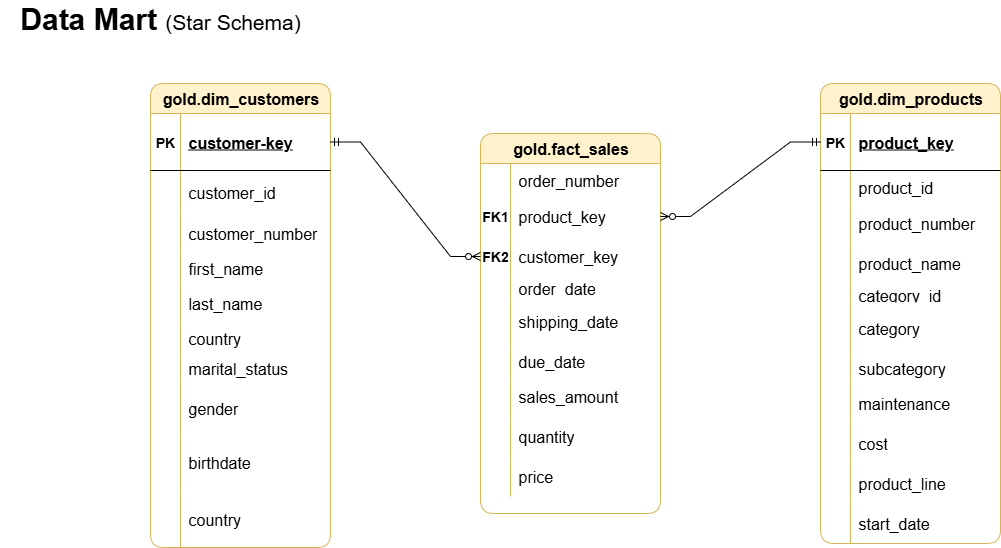 Data Mart (Star Schema)
gold.dim_customers
PK customer-key
customer_id
customer_number
first_name
last_name
country
marital_status
gender
birthdate
country
gold.fact_sales
order_number
FK1 product_key
FK2 customer_key
order_date
shipping_date
due_date
sales_amount
quantity
price
gold.dim_products
PK product_key
product_id
product_number
product_name
category_id
category
subcategory
maintenance
cost
product_line
start_date